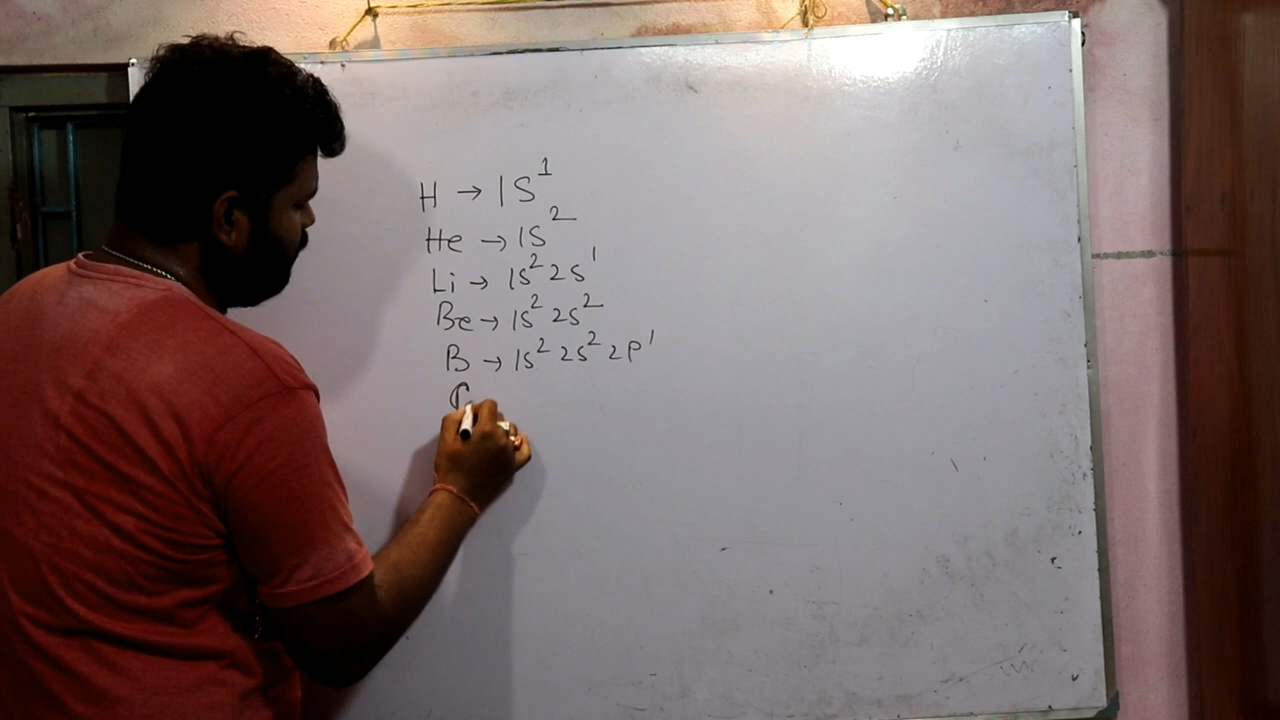 H → 1S¹
He → 1S²
Li → 1S² 2S¹
Be → 1S² 2S²
B → 1S² 2S² 2P¹
C